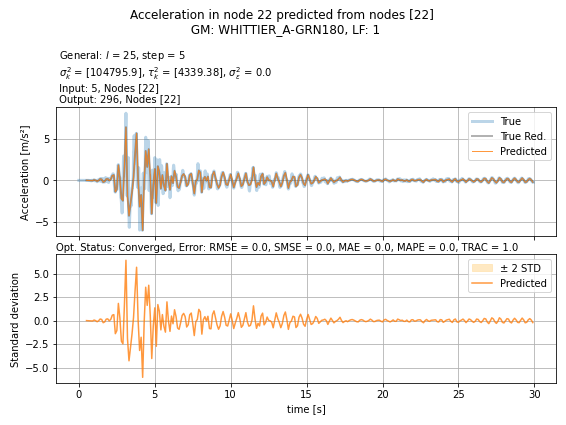 Acceleration in node 22 predicted from nodes [22]
GM: WHITTIER_A-GRN180, LF: 1
General: l = 25, step = 5
σ²ₖ = [104795.9], τ²ₖ = [4339.38], σ²ε = 0.0
Input: 5, Nodes [22]
Output: 296, Nodes [22]
Acceleration [m/s²]
5
0
−5
True
True Red.
Predicted
Opt. Status: Converged, Error: RMSE = 0.0, SMSE = 0.0, MAE = 0.0, MAPE = 0.0, TRAC = 1.0
Standard deviation
5.0
2.5
0.0
−2.5
−5.0
± 2 STD
Predicted
0 5 10 15 20 25 30
time [s]